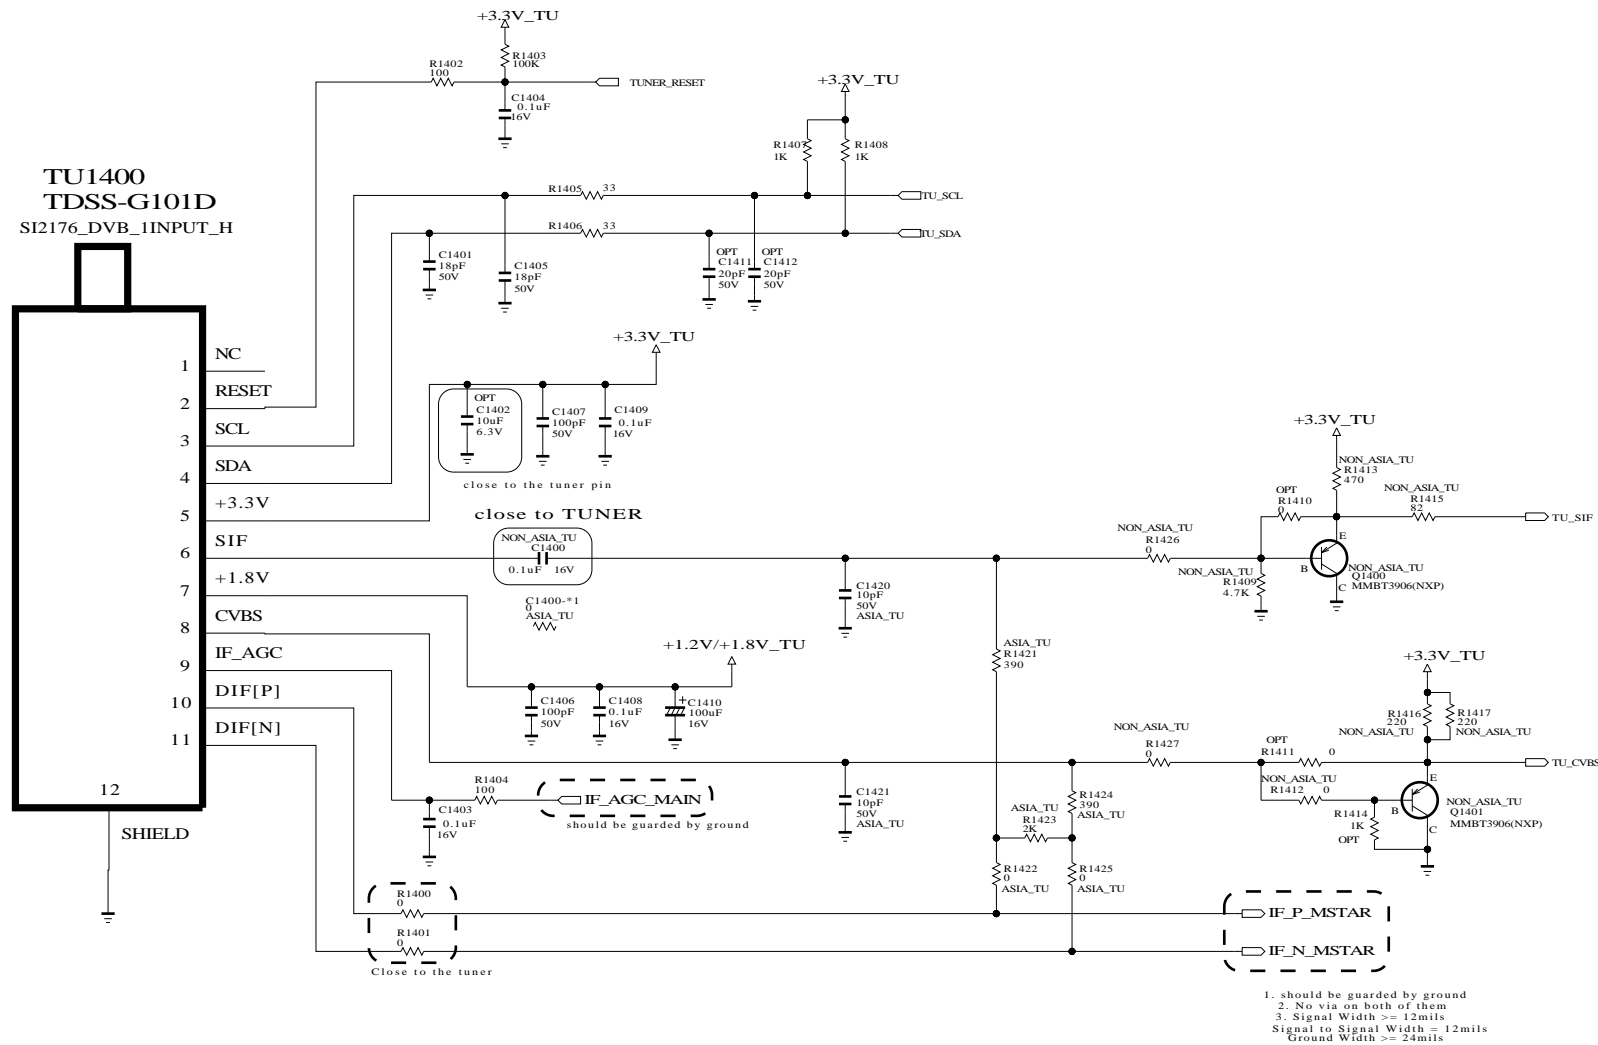 +3.3V_TU
R1403
100K
R1402
100
TUNER_RESET
C1404
0.1uF
16V
+3.3V_TU
R1407
1K
R1408
1K
TU1400
TDSS-G101D
SI2176_DVB_1INPUT_H
R1405 33
TU_SCL
R1406 33
TU_SDA
C1401
18pF
50V
C1405
18pF
50V
OPT
C1411
20pF
50V
OPT
C1412
20pF
50V
+3.3V_TU
1 NC
2 RESET
3 SCL
4 SDA
5 +3.3V
6 SIF
7 +1.8V
8 CVBS
9 IF_AGC
10 DIF[P]
11 DIF[N]
12
SHIELD
OPT
C1402
10uF
6.3V
C1407
100pF
50V
C1409
0.1uF
16V
close to the tuner pin
close to TUNER
NON_ASIA_TU
C1400
0.1uF 16V
C1400-*1
0
ASIA_TU
C1420
10pF
50V
ASIA_TU
+3.3V_TU
NON_ASIA_TU
R1413
470
OPT
R1410
0
NON_ASIA_TU
R1415
82
TU_SIF
NON_ASIA_TU
R1426
0
E
B
C
NON_ASIA_TU
Q1400
MMBT3906(NXP)
NON_ASIA_TU
R1409
4.7K
ASIA_TU
R1421
390
+1.2V/+1.8V_TU
C1406
100pF
50V
C1408
0.1uF
16V
+
C1410
100uF
16V
+3.3V_TU
R1416
220
NON_ASIA_TU
R1417
220
NON_ASIA_TU
NON_ASIA_TU
R1427
0
OPT
R1411 0
TU_CVBS
NON_ASIA_TU
R1412 0
E
B
C
NON_ASIA_TU
Q1401
MMBT3906(NXP)
R1414
1K
OPT
C1421
10pF
50V
ASIA_TU
R1424
390
ASIA_TU
ASIA_TU
R1423
2K
R1422
0
ASIA_TU
R1425
0
ASIA_TU
R1404
100
IF_AGC_MAIN
should be guarded by ground
C1403
0.1uF
16V
R1400
0
R1401
0
Close to the tuner
IF_P_MSTAR
IF_N_MSTAR
1. should be guarded by ground
2. No via on both of them
3. Signal Width >= 12mils
Signal to Signal Width = 12mils
Ground Width >= 24mils